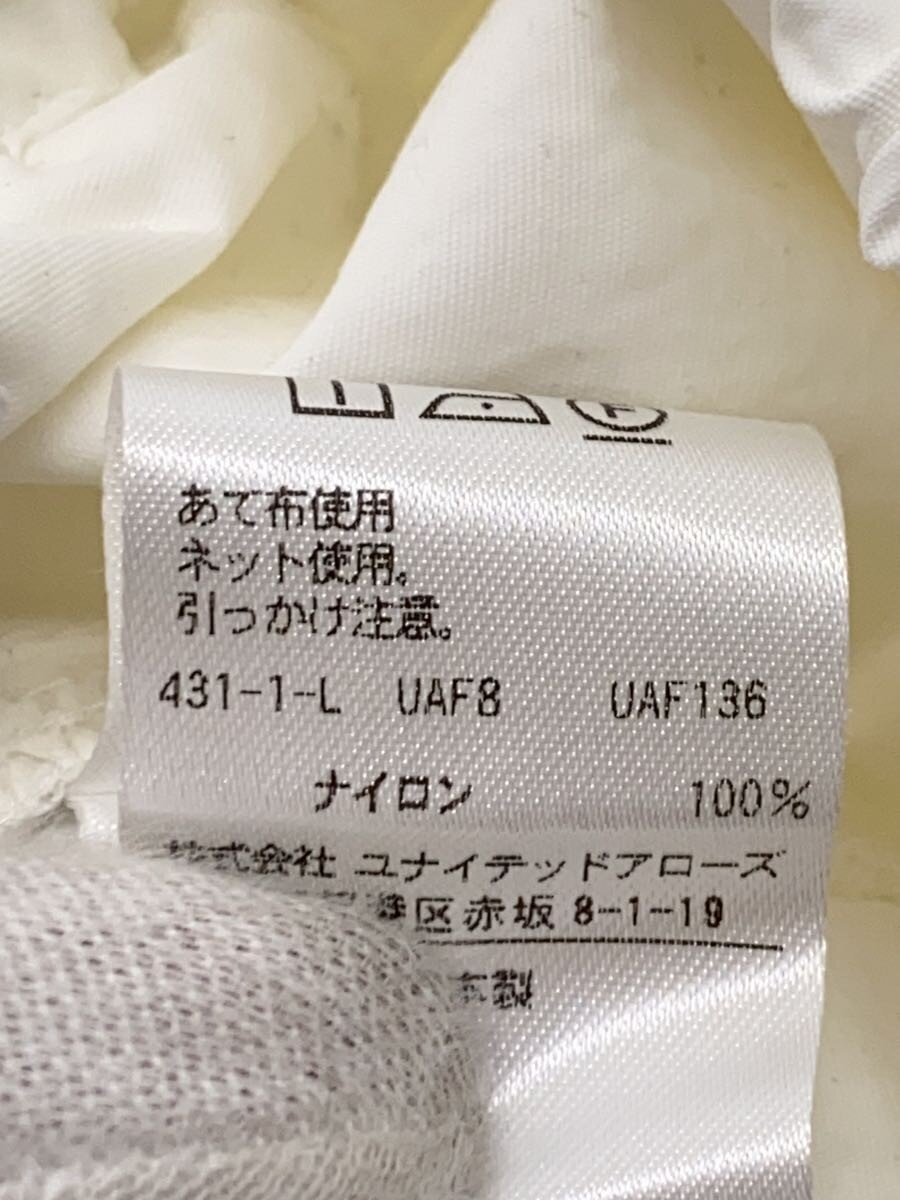 あて布使用
ネット使用。
引っかけ注意。
431-1-L UAF8 UAF136
ナイロン 100%
株式会社 ユナイテッドアローズ
区赤坂 8-1-19
製